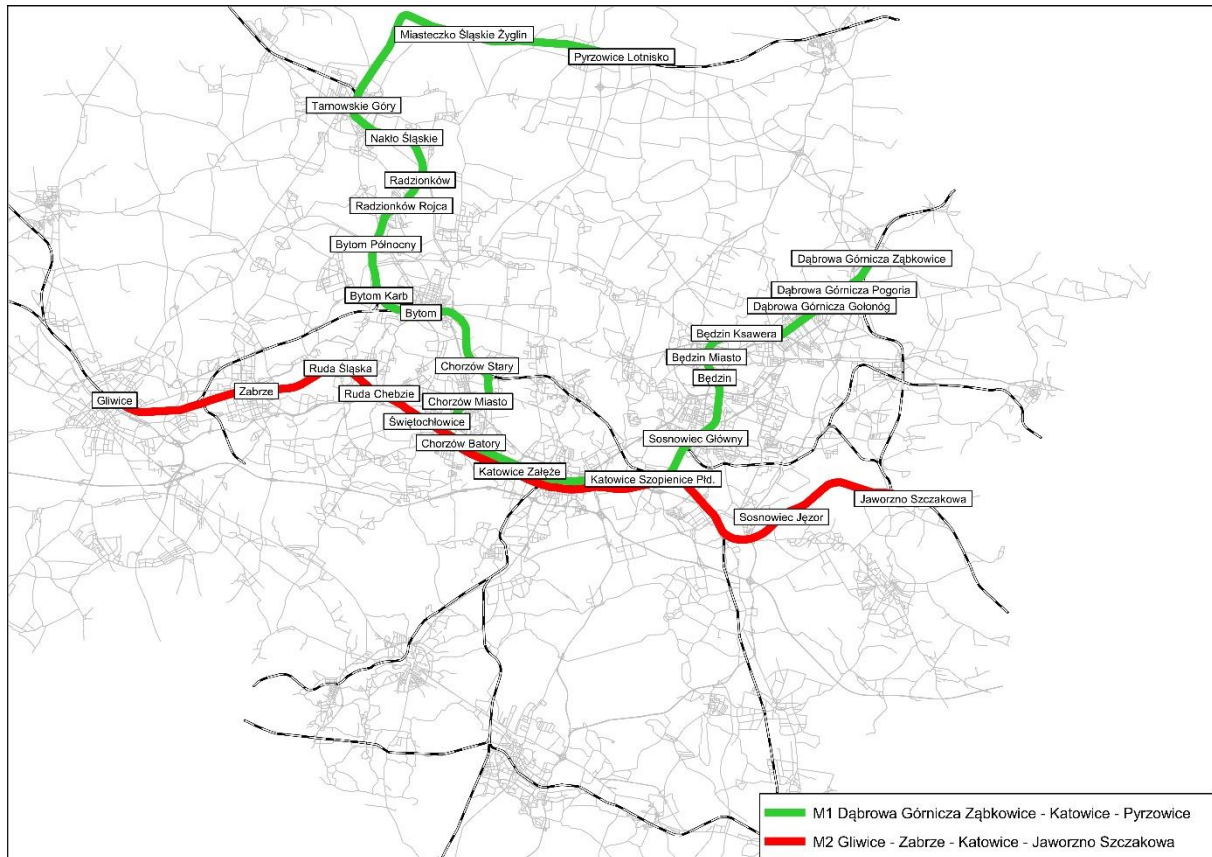 Miasteczko Śląskie Żyglin
Pyrzowice Lotnisko
Tarnowskie Góry
Nakło Śląskie
Radzionków
Radzionków Rojca
Bytom Północny
Dąbrowa Górnicza Ząbkowice
Dąbrowa Górnicza Pogoria
Bytom Karb
Dąbrowa Górnicza Gołonóg
Bytom
Będzin Ksawera
Będzin Miasto
Chorzów Stary
Ruda Śląska
Będzin
Zabrze
Ruda Chebzie
Gliwice
Chorzów Miasto
Świętochłowice
Sosnowiec Główny
Chorzów Batory
Katowice Załęże
Katowice Szopienice Płd.
Jaworzno Szczakowa
Sosnowiec Jęzor
M1 Dąbrowa Górnicza Ząbkowice - Katowice - Pyrzowice
M2 Gliwice - Zabrze - Katowice - Jaworzno Szczakowa